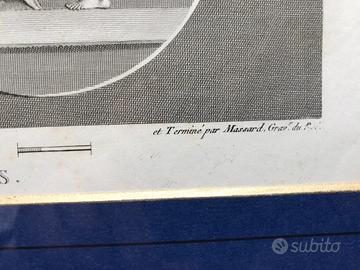 et Terminé par Massard, Grav.r du
S.
subito